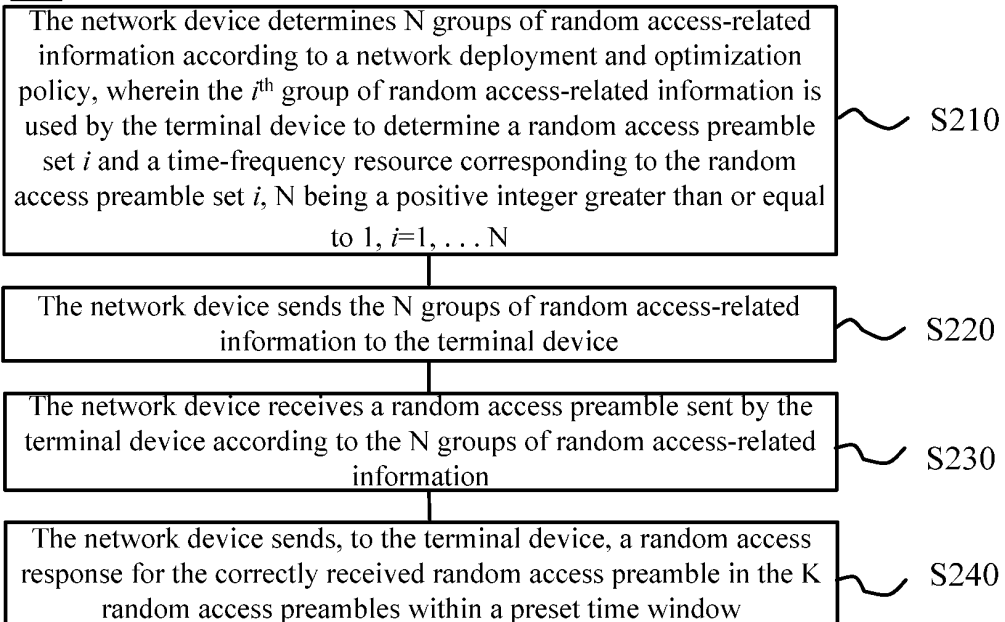 The network device determines N groups of random access-related
information according to a network deployment and optimization
policy, wherein the iᵗʰ group of random access-related information is
used by the terminal device to determine a random access preamble
set i and a time-frequency resource corresponding to the random
access preamble set i, N being a positive integer greater than or equal
to 1, i=1, . . . N
S210
The network device sends the N groups of random access-related
information to the terminal device
S220
The network device receives a random access preamble sent by the
terminal device according to the N groups of random access-related
information
S230
The network device sends, to the terminal device, a random access
response for the correctly received random access preamble in the K
random access preambles within a preset time window
S240